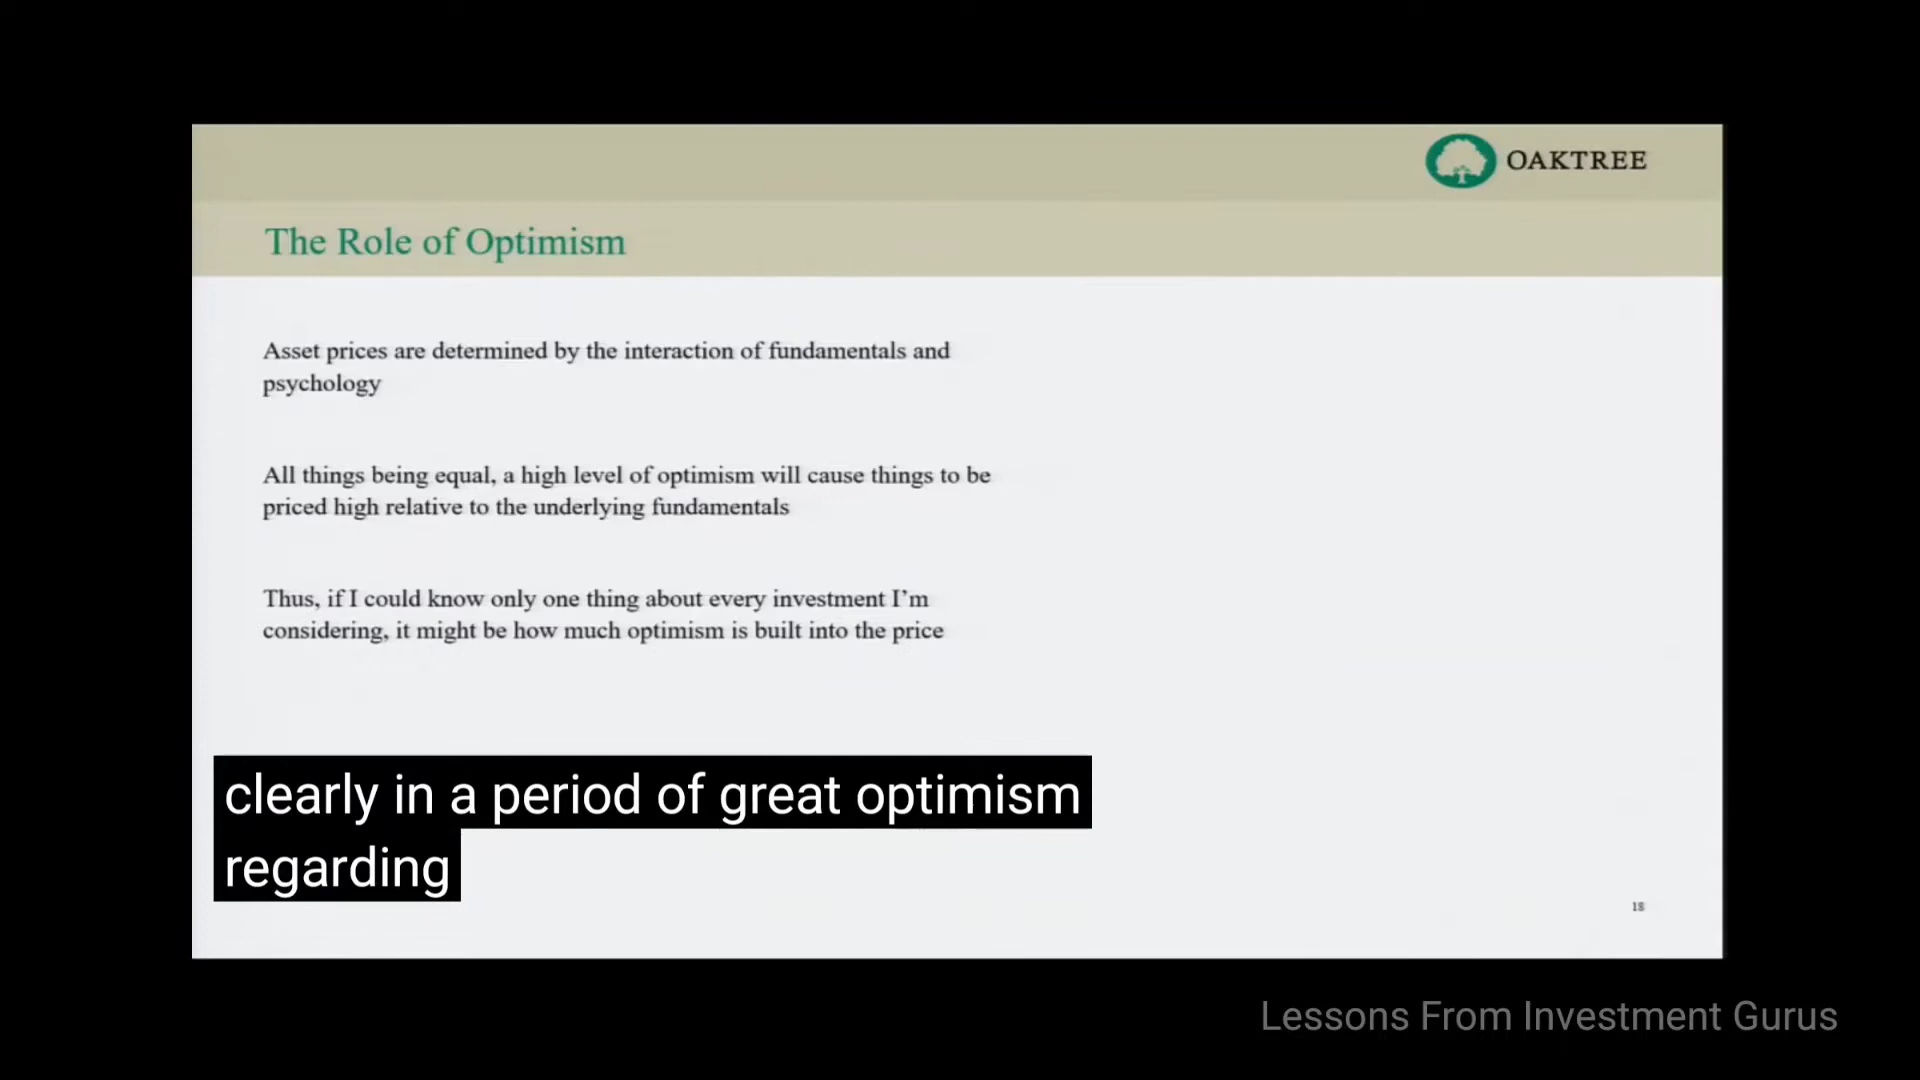 OAKTREE
The Role of Optimism
Asset prices are determined by the interaction of fundamentals and
psychology
All things being equal, a high level of optimism will cause things to be
priced high relative to the underlying fundamentals
Thus, if I could know only one thing about every investment I’m
considering, it might be how much optimism is built into the price
clearly in a period of great optimism
regarding
18
Lessons From Investment Gurus